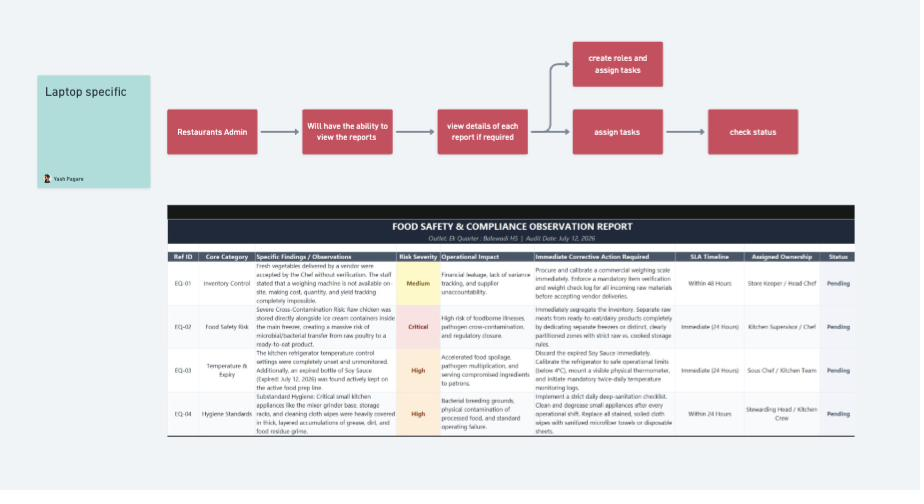 Laptop specific
Yash Pagare
Restaurants Admin
Will have the ability to
view the reports
view details of each
report if required
create roles and
assign tasks
assign tasks
check status
FOOD SAFETY & COMPLIANCE OBSERVATION REPORT
Outlet: Ek Quarter : Balewadi HS | Audit Date: July 12, 2026
Ref ID
Core Category
Specific Findings / Observations
Risk Severity
Operational Impact
Immediate Corrective Action Required
SLA Timeline
Assigned Ownership
Status
EQ-01
Inventory Control
Fresh vegetables delivered by a vendor were
accepted by the Chef without verification. The staff
stated that a weighing machine is not available on-
site, making cost, quantity, and yield tracking
completely impossible.
Medium
Financial leakage, lack of variance
tracking, and supplier
unaccountability.
Procure and calibrate a commercial weighing scale
immediately. Enforce a mandatory item verification
and weight check log for all incoming raw materials
before accepting vendor deliveries.
Within 48 Hours
Store Keeper / Head Chef
Pending
EQ-02
Food Safety Risk
Severe Cross-Contamination Risk: Raw chicken was
stored directly alongside ice cream containers inside
the main freezer, creating a massive risk of
microbial/bacterial transfer from raw poultry to a
ready-to-eat product.
Critical
High risk of foodborne illnesses,
pathogen cross-contamination,
and regulatory closure.
Immediately segregate the inventory. Separate raw
meats from ready-to-eat/dairy products completely
by dedicating separate freezers or distinct, clearly
partitioned zones with strict raw vs. cooked storage
rules.
Immediate (24 Hours)
Kitchen Supervisor / Chef
Pending
EQ-03
Temperature &
Expiry
The kitchen refrigerator temperature control
settings were completely unset and unmonitored.
Additionally, an expired bottle of Soy Sauce
(Expired: July 12, 2026) was found actively kept on
the active food prep line.
High
Accelerated food spoilage,
pathogen multiplication, and
serving compromised ingredients
to patrons.
Discard the expired Soy Sauce immediately.
Calibrate the refrigerator to safe operational limits
(below 4°C), mount a visible physical thermometer,
and initiate mandatory twice-daily temperature
monitoring logs.
Immediate (24 Hours)
Sous Chef / Kitchen Team
Pending
EQ-04
Hygiene Standards
Substandard Hygiene: Critical small kitchen
appliances like the mixer grinder base, storage
racks, and cleaning cloth wipes were heavily covered
in thick, layered accumulations of grease, dirt, and
food residue grime.
High
Bacterial breeding grounds,
physical contamination of
processed food, and standard
operating failure.
Implement a strict daily deep-sanitation checklist.
Clean and degrease small appliances after every
operational shift. Replace all stained, soiled cloth
wipes with sanitized microfiber towels or disposable
sheets.
Within 24 Hours
Stewarding Head / Kitchen
Crew
Pending